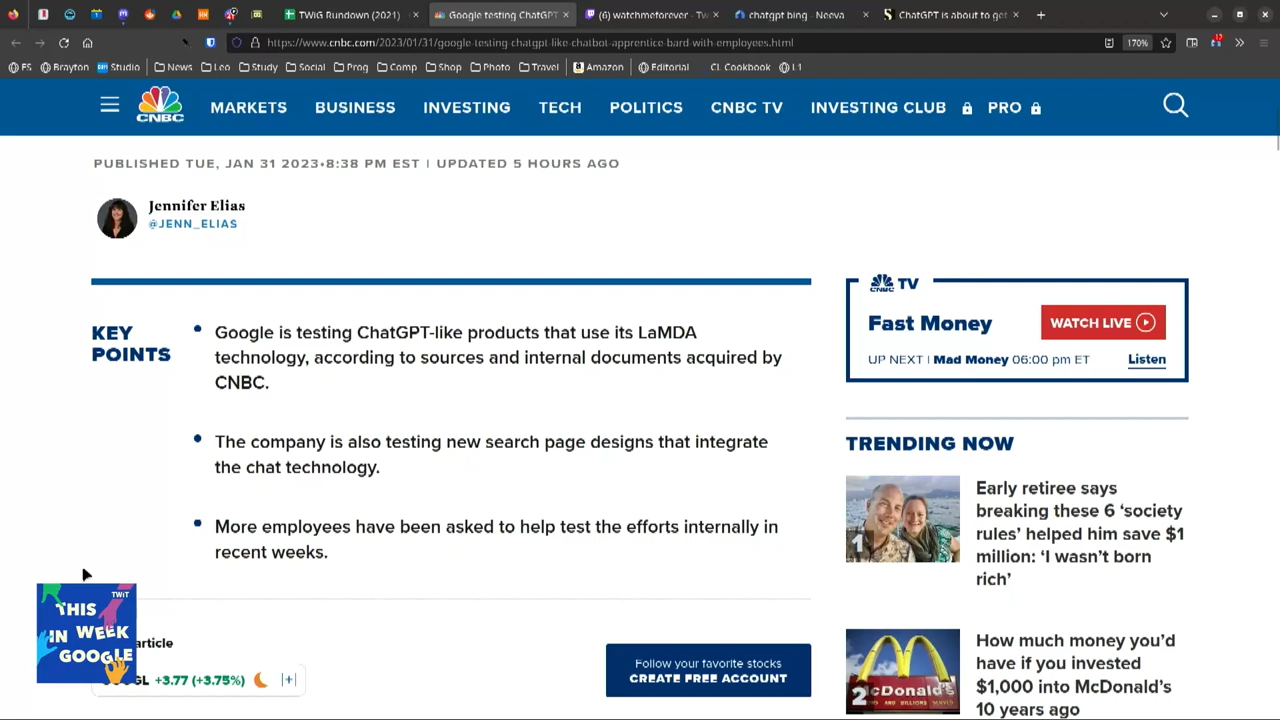 TWiG Rundown (2021)
Google testing ChatGPT
(6) watchmeforever - Tw
chatgpt bing - Neeva
ChatGPT is about to get
https://www.cnbc.com/2023/01/31/google-testing-chatgpt-like-chatbot-apprentice-bard-with-employees.html
170%
FS
Brayton
Studio
News
Leo
Study
Social
Prog
Comp
Shop
Photo
Travel
Amazon
Editorial
CL Cookbook
L1
CNBC
MARKETS
BUSINESS
INVESTING
TECH
POLITICS
CNBC TV
INVESTING CLUB
PRO
PUBLISHED TUE, JAN 31 2023•8:38 PM EST | UPDATED 5 HOURS AGO
Jennifer Elias
@JENN_ELIAS
KEY
POINTS
Google is testing ChatGPT-like products that use its LaMDA
technology, according to sources and internal documents acquired by
CNBC.
The company is also testing new search page designs that integrate
the chat technology.
More employees have been asked to help test the efforts internally in
recent weeks.
CNBC TV
Fast Money
WATCH LIVE
UP NEXT | Mad Money 06:00 pm ET
Listen
TRENDING NOW
1
Early retiree says
breaking these 6 ‘society
rules’ helped him save $1
million: ‘I wasn’t born
rich’
2
McDonald's
How much money you’d
have if you invested
$1,000 into McDonald’s
10 years ago
TWiT
THIS
IN WEEK
GOOGLE
article
GL +3.77 (+3.75%)
Follow your favorite stocks
CREATE FREE ACCOUNT